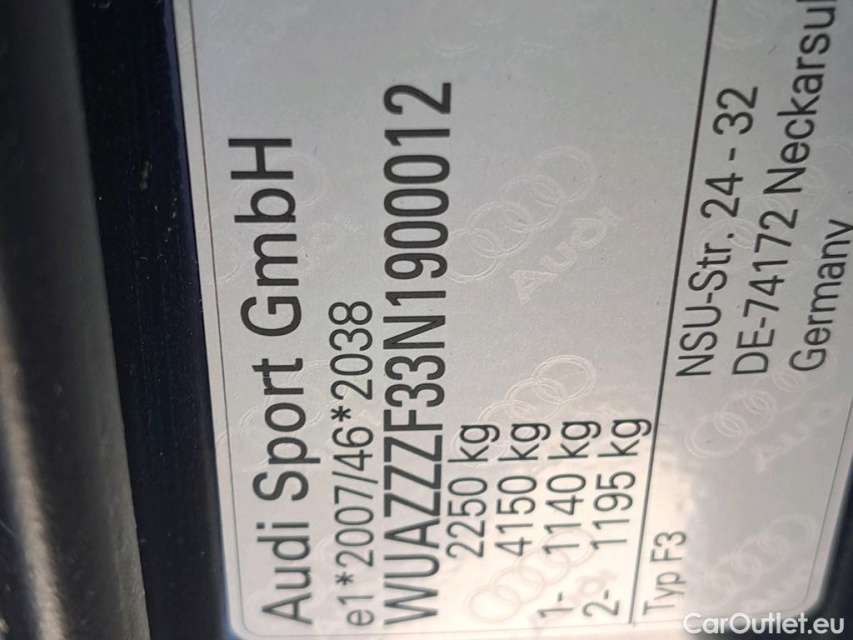 Audi Sport GmbH
e1*2007/46*2038
WUAZZZF33N1900012
2250 kg
4150 kg
1- 1140 kg
2- 1195 kg
Typ F3
NSU-Str. 24 - 32
DE-74172 Neckarsul
Germany
Audi
CarOutlet.eu